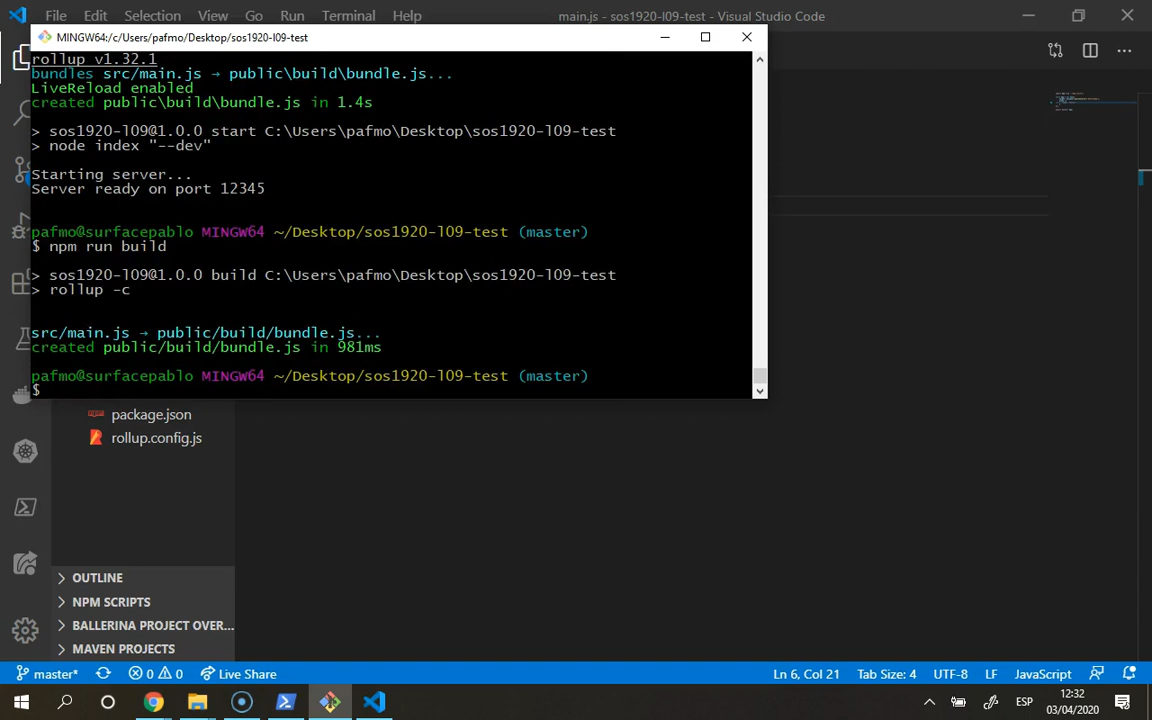 File Edit Selection View Go Run Terminal Help main.js - sos1920-l09-test - Visual Studio Code
MINGW64:/c/Users/pafmo/Desktop/sos1920-l09-test
rollup v1.32.1
bundles src/main.js → public\build\bundle.js...
LiveReload enabled
created public\build\bundle.js in 1.4s
> sos1920-l09@1.0.0 start C:\Users\pafmo\Desktop\sos1920-l09-test
> node index "--dev"
Starting server...
Server ready on port 12345
pafmo@surfacepablo MINGW64 ~/Desktop/sos1920-l09-test (master)
$ npm run build
> sos1920-l09@1.0.0 build C:\Users\pafmo\Desktop\sos1920-l09-test
> rollup -c
src/main.js → public/build/bundle.js...
created public/build/bundle.js in 981ms
pafmo@surfacepablo MINGW64 ~/Desktop/sos1920-l09-test (master)
$
package.json
rollup.config.js
OUTLINE
NPM SCRIPTS
BALLERINA PROJECT OVER...
MAVEN PROJECTS
master* 0 0 Live Share Ln 6, Col 21 Tab Size: 4 UTF-8 LF JavaScript
ESP 12:32
03/04/2020